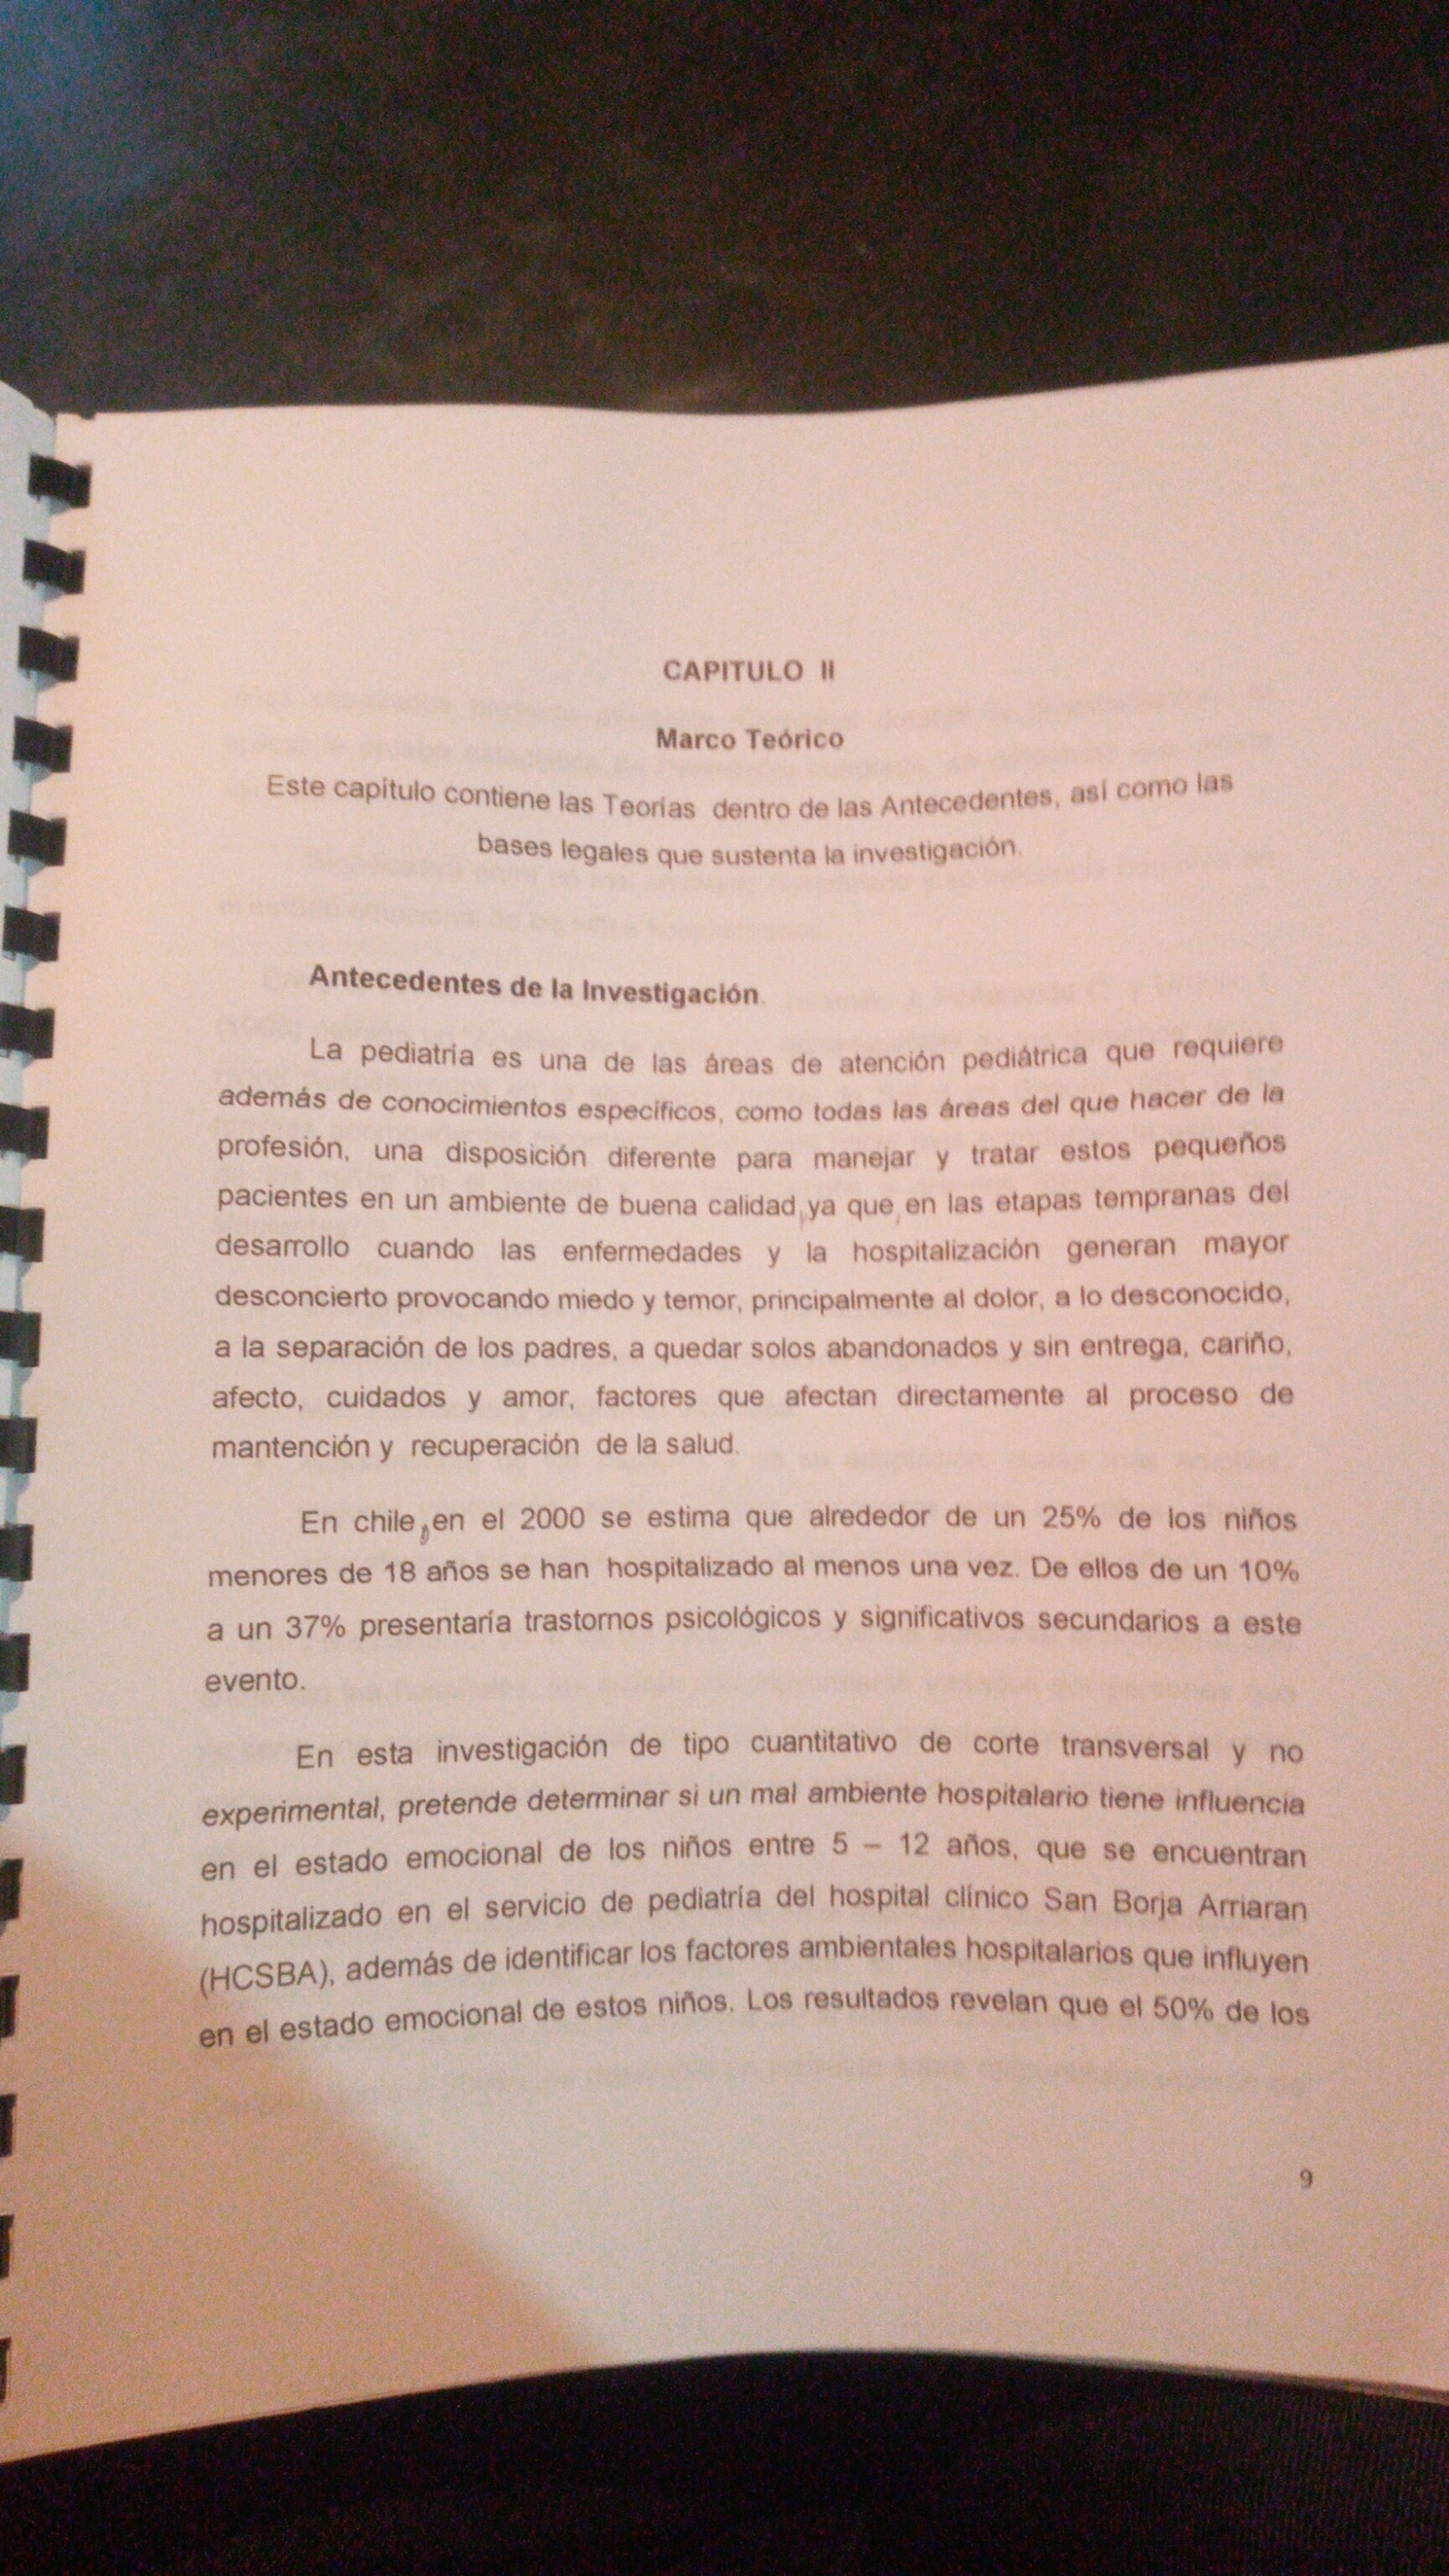 CAPITULO II
Marco Teórico
Este capítulo contiene las Teorías dentro de las Antecedentes, así como las
bases legales que sustenta la investigación.
Antecedentes de la Investigación.
La pediatría es una de las áreas de atención pediátrica que requiere
además de conocimientos específicos, como todas las áreas del que hacer de la
profesión, una disposición diferente para manejar y tratar estos pequeños
pacientes en un ambiente de buena calidad, ya que, en las etapas tempranas del
desarrollo cuando las enfermedades y la hospitalización generan mayor
desconcierto provocando miedo y temor, principalmente al dolor, a lo desconocido,
a la separación de los padres, a quedar solos abandonados y sin entrega, cariño,
afecto, cuidados y amor, factores que afectan directamente al proceso de
mantención y recuperación de la salud.
En chile, en el 2000 se estima que alrededor de un 25% de los niños
menores de 18 años se han hospitalizado al menos una vez. De ellos de un 10%
a un 37% presentaría trastornos psicológicos y significativos secundarios a este
evento.
En esta investigación de tipo cuantitativo de corte transversal y no
experimental, pretende determinar si un mal ambiente hospitalario tiene influencia
en el estado emocional de los niños entre 5 – 12 años, que se encuentran
hospitalizado en el servicio de pediatría del hospital clínico San Borja Arriaran
(HCSBA), además de identificar los factores ambientales hospitalarios que influyen
en el estado emocional de estos niños. Los resultados revelan que el 50% de los
9